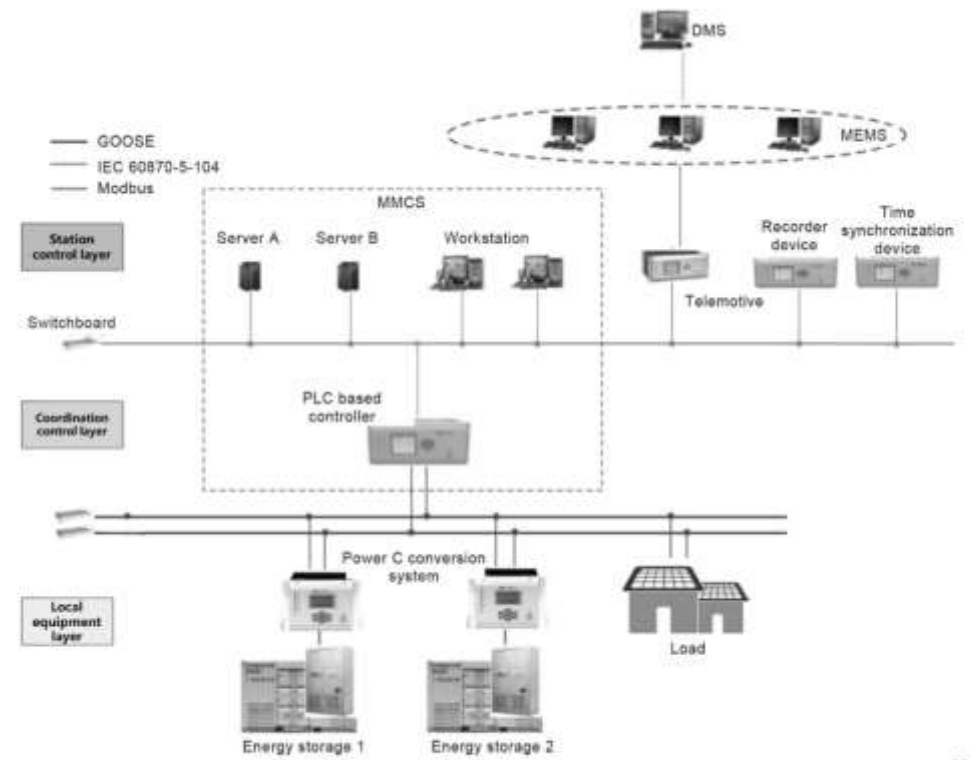 DMS
MEMS
GOOSE
IEC 60870-5-104
Modbus
MMCS
Station
control layer
Server A
Server B
Workstation
Recorder
device
Time
synchronization
device
Telemotive
Switchboard
PLC based
controller
Coordination
control layer
Power C conversion
system
Local
equipment
layer
Load
Energy storage 1
Energy storage 2